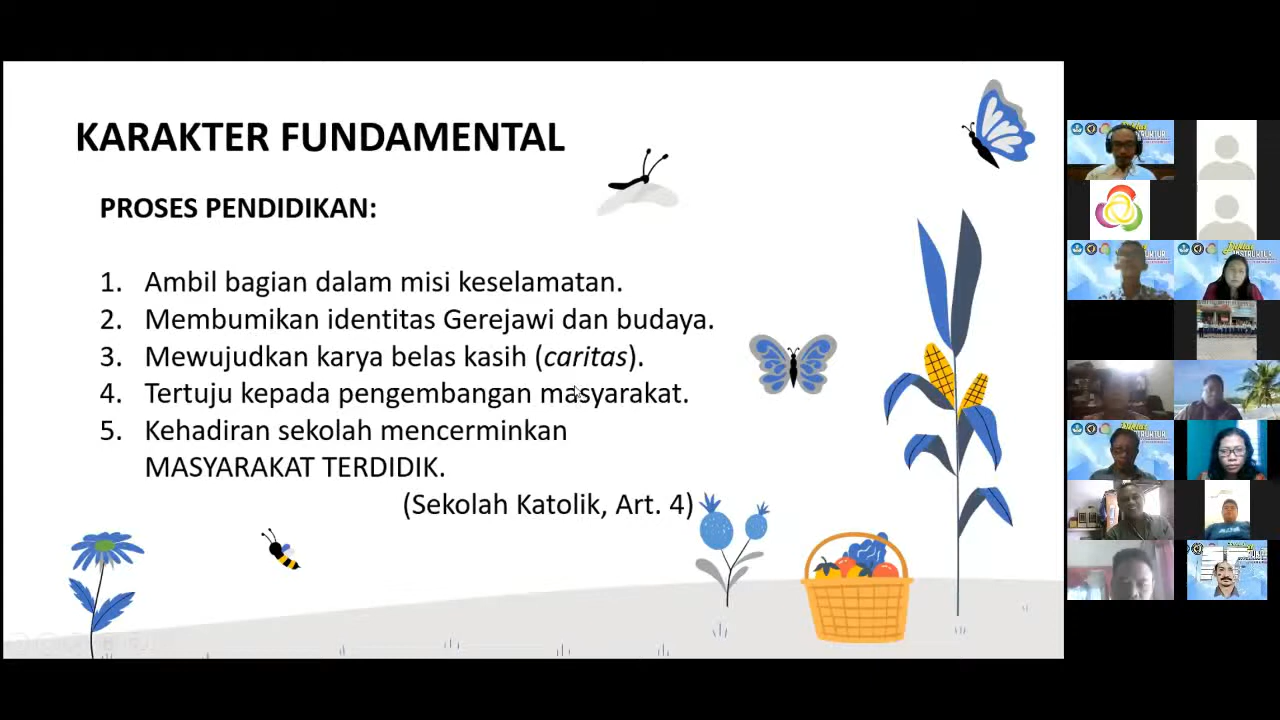 KARAKTER FUNDAMENTAL
PROSES PENDIDIKAN:
1. Ambil bagian dalam misi keselamatan.
2. Membumikan identitas Gerejawi dan budaya.
3. Mewujudkan karya belas kasih (caritas).
4. Tertuju kepada pengembangan masyarakat.
5. Kehadiran sekolah mencerminkan
MASYARAKAT TERDIDIK.
(Sekolah Katolik, Art. 4)